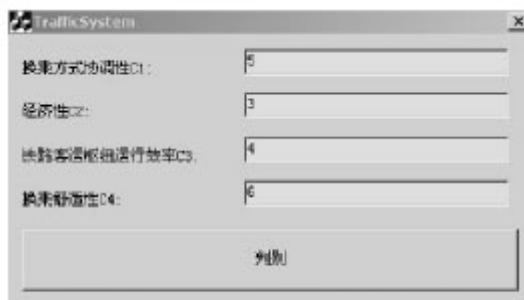 TrafficSystem
换乘方式协调性C1:
5
经济性C2:
3
铁路客运枢纽运行效率C3:
4
换乘舒适性C4:
6
判别